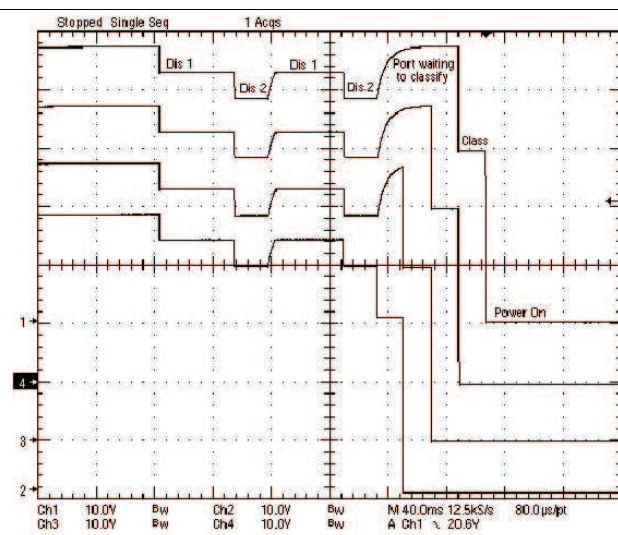 Stopped Single Seq 1 Acqs
Dis 1 Dis 1 Port waiting
to classify
Dis 2 Dis 2
Class
1 Power On
4
3
2
Ch1 10.0V Bw Ch2 10.0V Bw M 40.0ms 12.5kS/s 80.0µs/pt
Ch3 10.0V Bw Ch4 10.0V Bw A Ch1 \ 20.6V